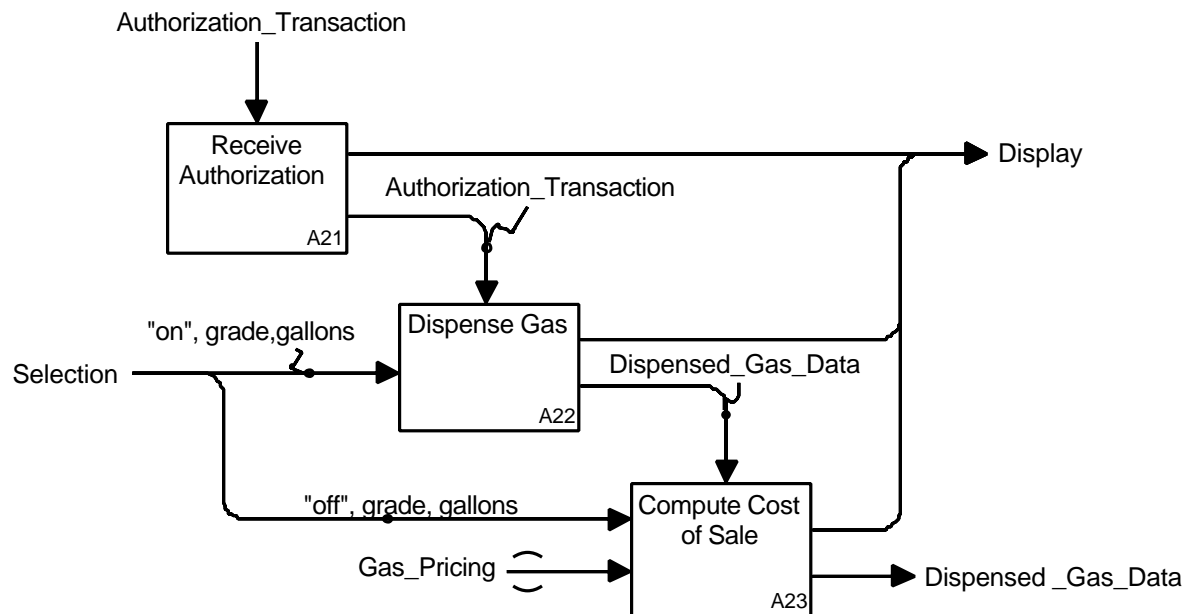 Authorization_Transaction
Receive
Authorization
A21
Display
Authorization_Transaction
"on", grade,gallons
Dispense Gas
A22
Selection
Dispensed_Gas_Data
"off", grade, gallons
Compute Cost
of Sale
A23
Gas_Pricing
Dispensed _Gas_Data